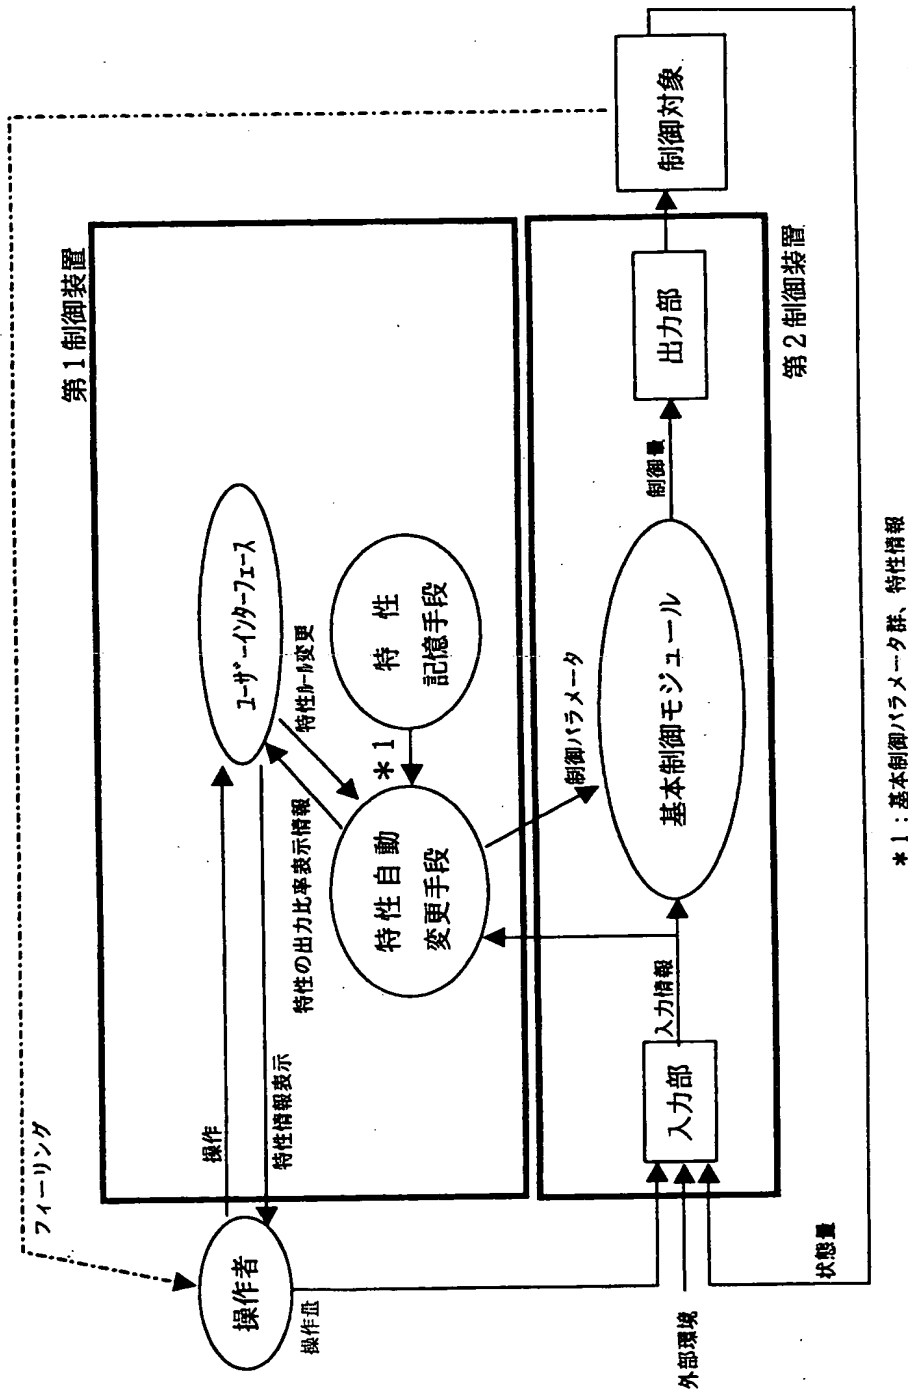 フィーリング
第1制御装置
操作者
操作
特性情報表示
ユーザーインターフェース
特性の出力比率表示情報
特性ルール変更
特性自動
変更手段
*1
特性
記憶手段
操作量
外部環境
状態量
入力部
入力情報
制御パラメータ
基本制御モジュール
制御量
出力部
第2制御装置
制御対象
*1:基本制御パラメータ群、特性情報